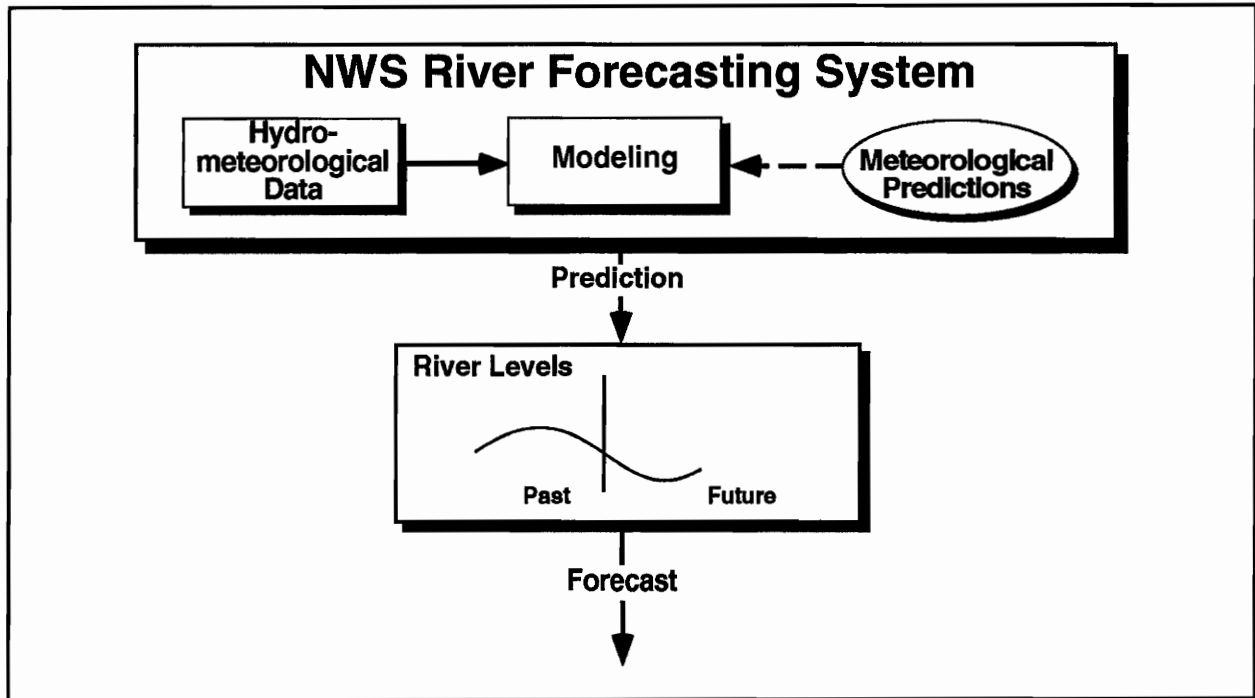 NWS River Forecasting System
Hydro-
meteorological
Data
Modeling
Meteorological
Predictions
Prediction
River Levels
Past
Future
Forecast